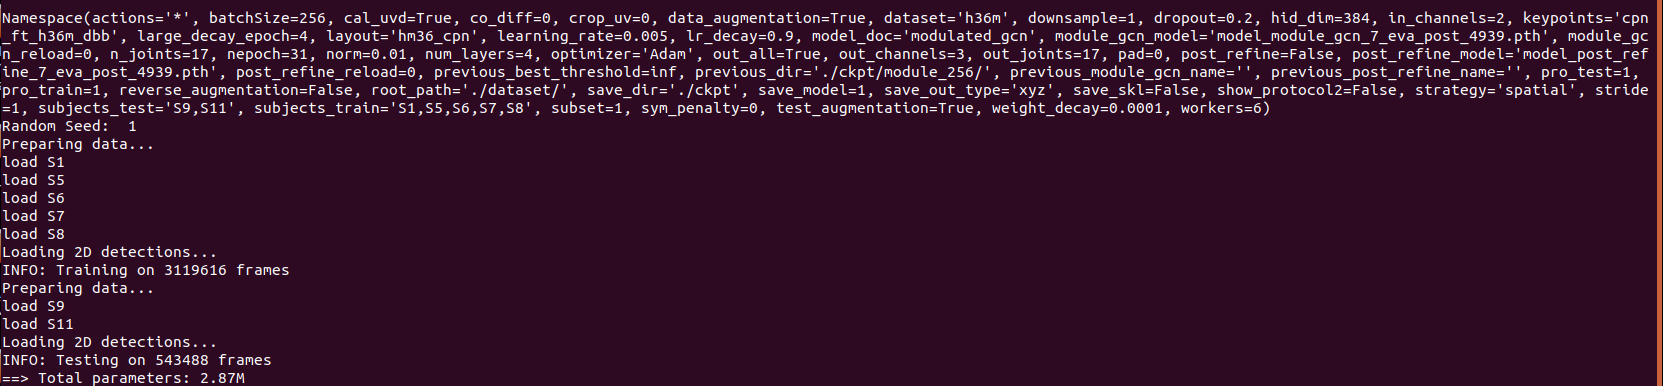 Namespace(actions='*', batchSize=256, cal_uvd=True, co_diff=0, crop_uv=0, data_augmentation=True, dataset='h36m', downsample=1, dropout=0.2, hid_dim=384, in_channels=2, keypoints='cpn
_ft_h36m_dbb', large_decay_epoch=4, layout='hm36_cpn', learning_rate=0.005, lr_decay=0.9, model_doc='modulated_gcn', module_gcn_model='model_module_gcn_7_eva_post_4939.pth', module_gc
n_reload=0, n_joints=17, nepoch=31, norm=0.01, num_layers=4, optimizer='Adam', out_all=True, out_channels=3, out_joints=17, pad=0, post_refine=False, post_refine_model='model_post_ref
ine_7_eva_post_4939.pth', post_refine_reload=0, previous_best_threshold=inf, previous_dir='./ckpt/module_256/', previous_module_gcn_name='', previous_post_refine_name='', pro_test=1,
pro_train=1, reverse_augmentation=False, root_path='./dataset/', save_dir='./ckpt', save_model=1, save_out_type='xyz', save_skl=False, show_protocol2=False, strategy='spatial', stride
=1, subjects_test='S9,S11', subjects_train='S1,S5,S6,S7,S8', subset=1, sym_penalty=0, test_augmentation=True, weight_decay=0.0001, workers=6)
Random Seed:  1
Preparing data...
load S1
load S5
load S6
load S7
load S8
Loading 2D detections...
INFO: Training on 3119616 frames
Preparing data...
load S9
load S11
Loading 2D detections...
INFO: Testing on 543488 frames
==> Total parameters: 2.87M